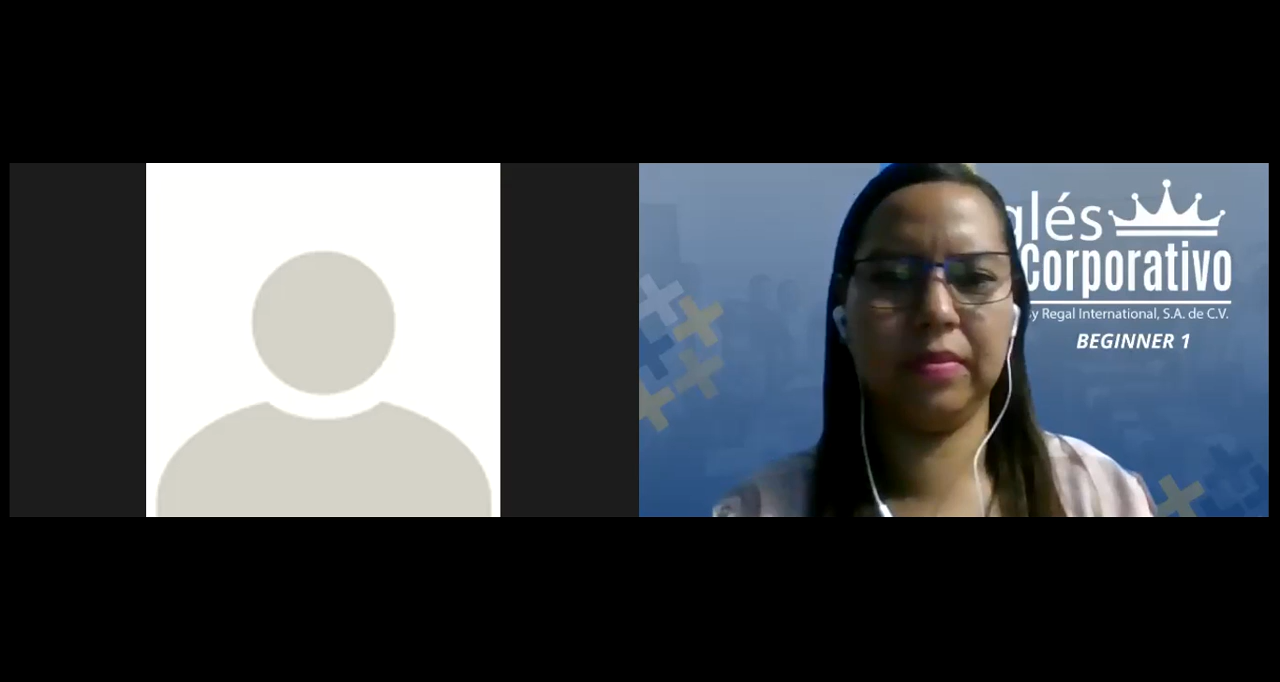 glés
Corporativo
y Regal International, S.A. de C.V.
BEGINNER 1